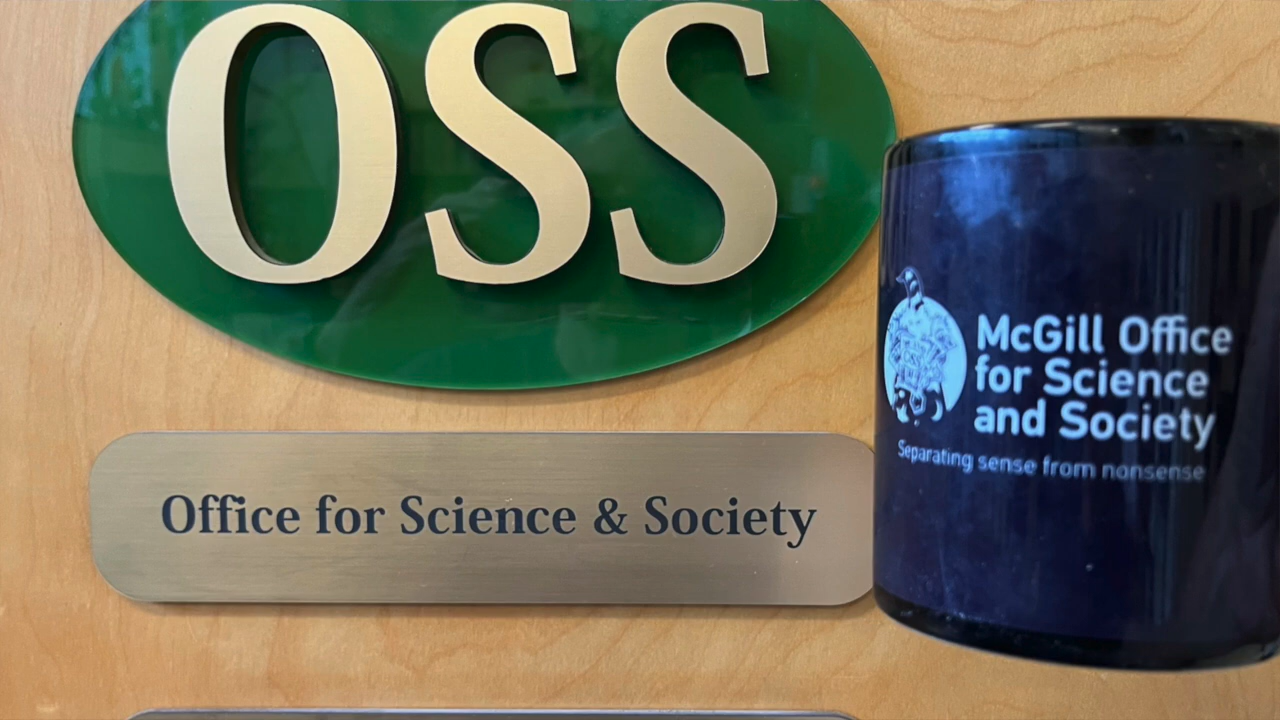 OSS
Office for Science & Society
McGill Office
for Science
and Society
Separating sense from nonsense